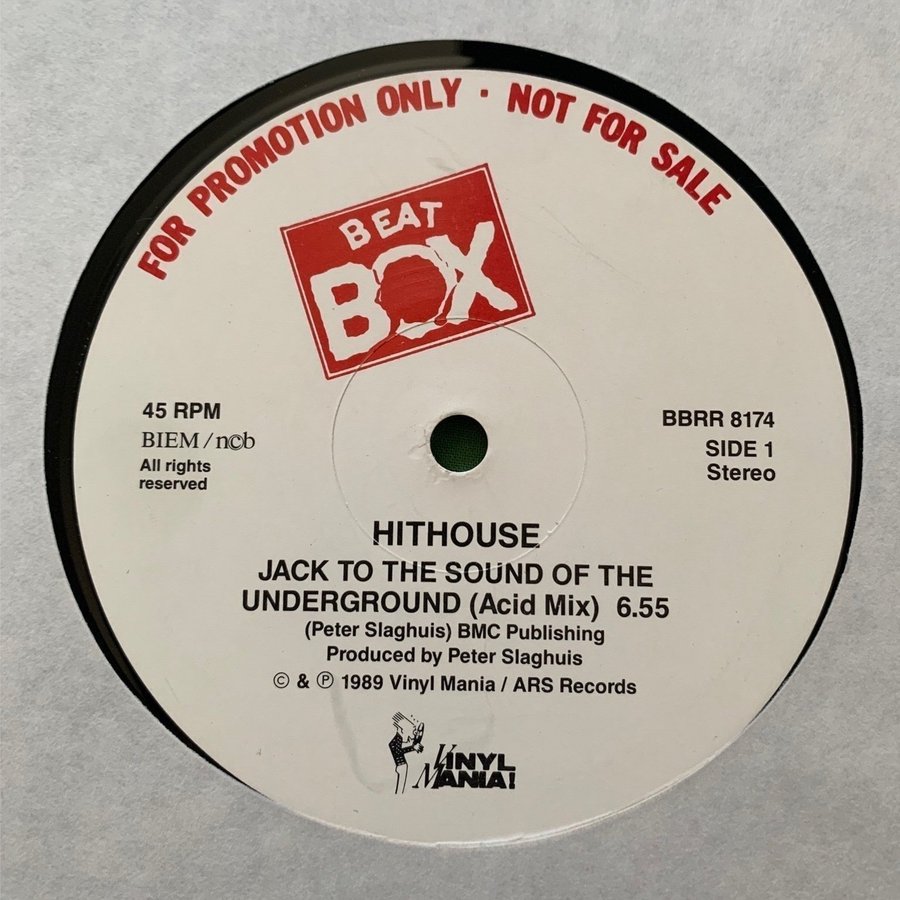 FOR PROMOTION ONLY · NOT FOR SALE
BEAT
BOX
45 RPM
BIEM / n©b
All rights
reserved
BBRR 8174
SIDE 1
Stereo
HITHOUSE
JACK TO THE SOUND OF THE
UNDERGROUND (Acid Mix) 6.55
(Peter Slaghuis) BMC Publishing
Produced by Peter Slaghuis
© & ℗ 1989 Vinyl Mania / ARS Records
VINYL
MANIA!